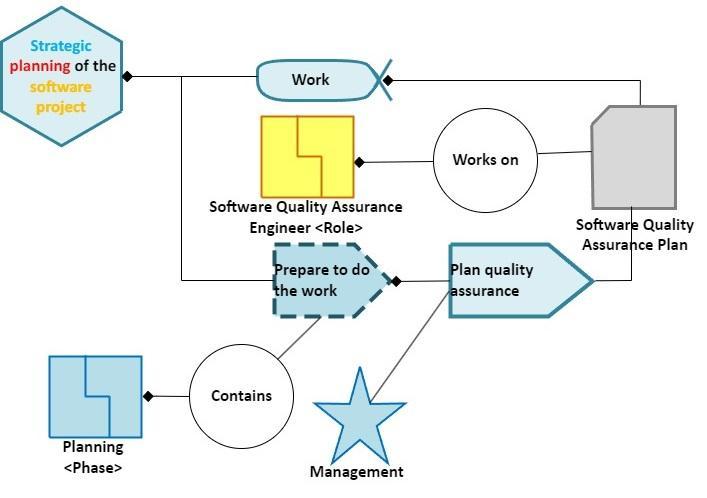 Strategic
planning of the
software
project
Work
Works on
Software Quality Assurance
Engineer <Role>
Software Quality
Assurance Plan
Prepare to do
the work
Plan quality
assurance
Contains
Planning
<Phase>
Management